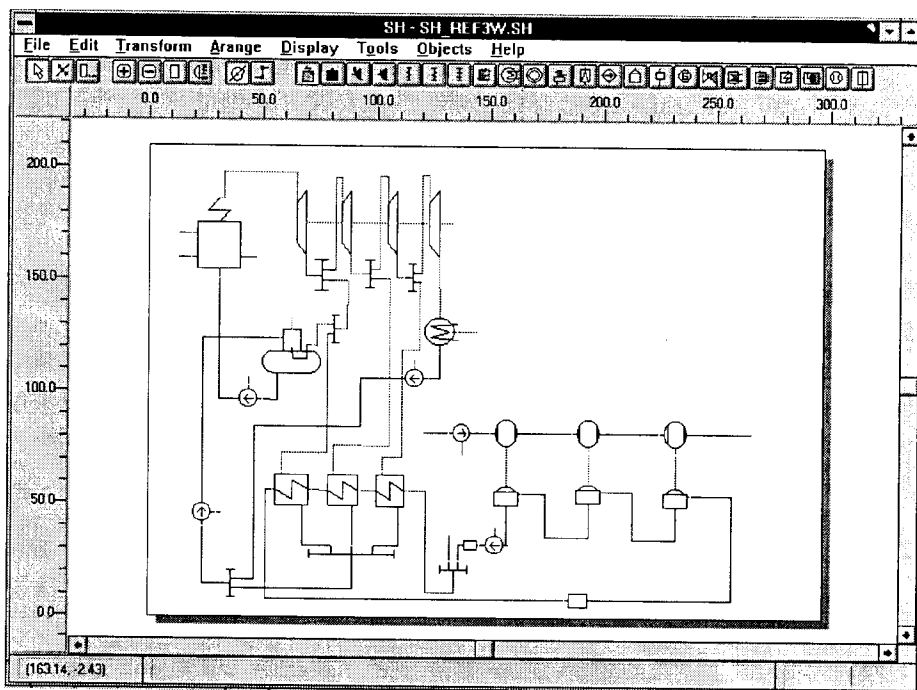 SH - SH_REF3W.SH
File Edit Transform Arange Display Tools Objects Help
0.0 50.0 100.0 150.0 200.0 250.0 300.0
200.0
150.0
100.0
50.0
0.0
(163.14, -2.43)